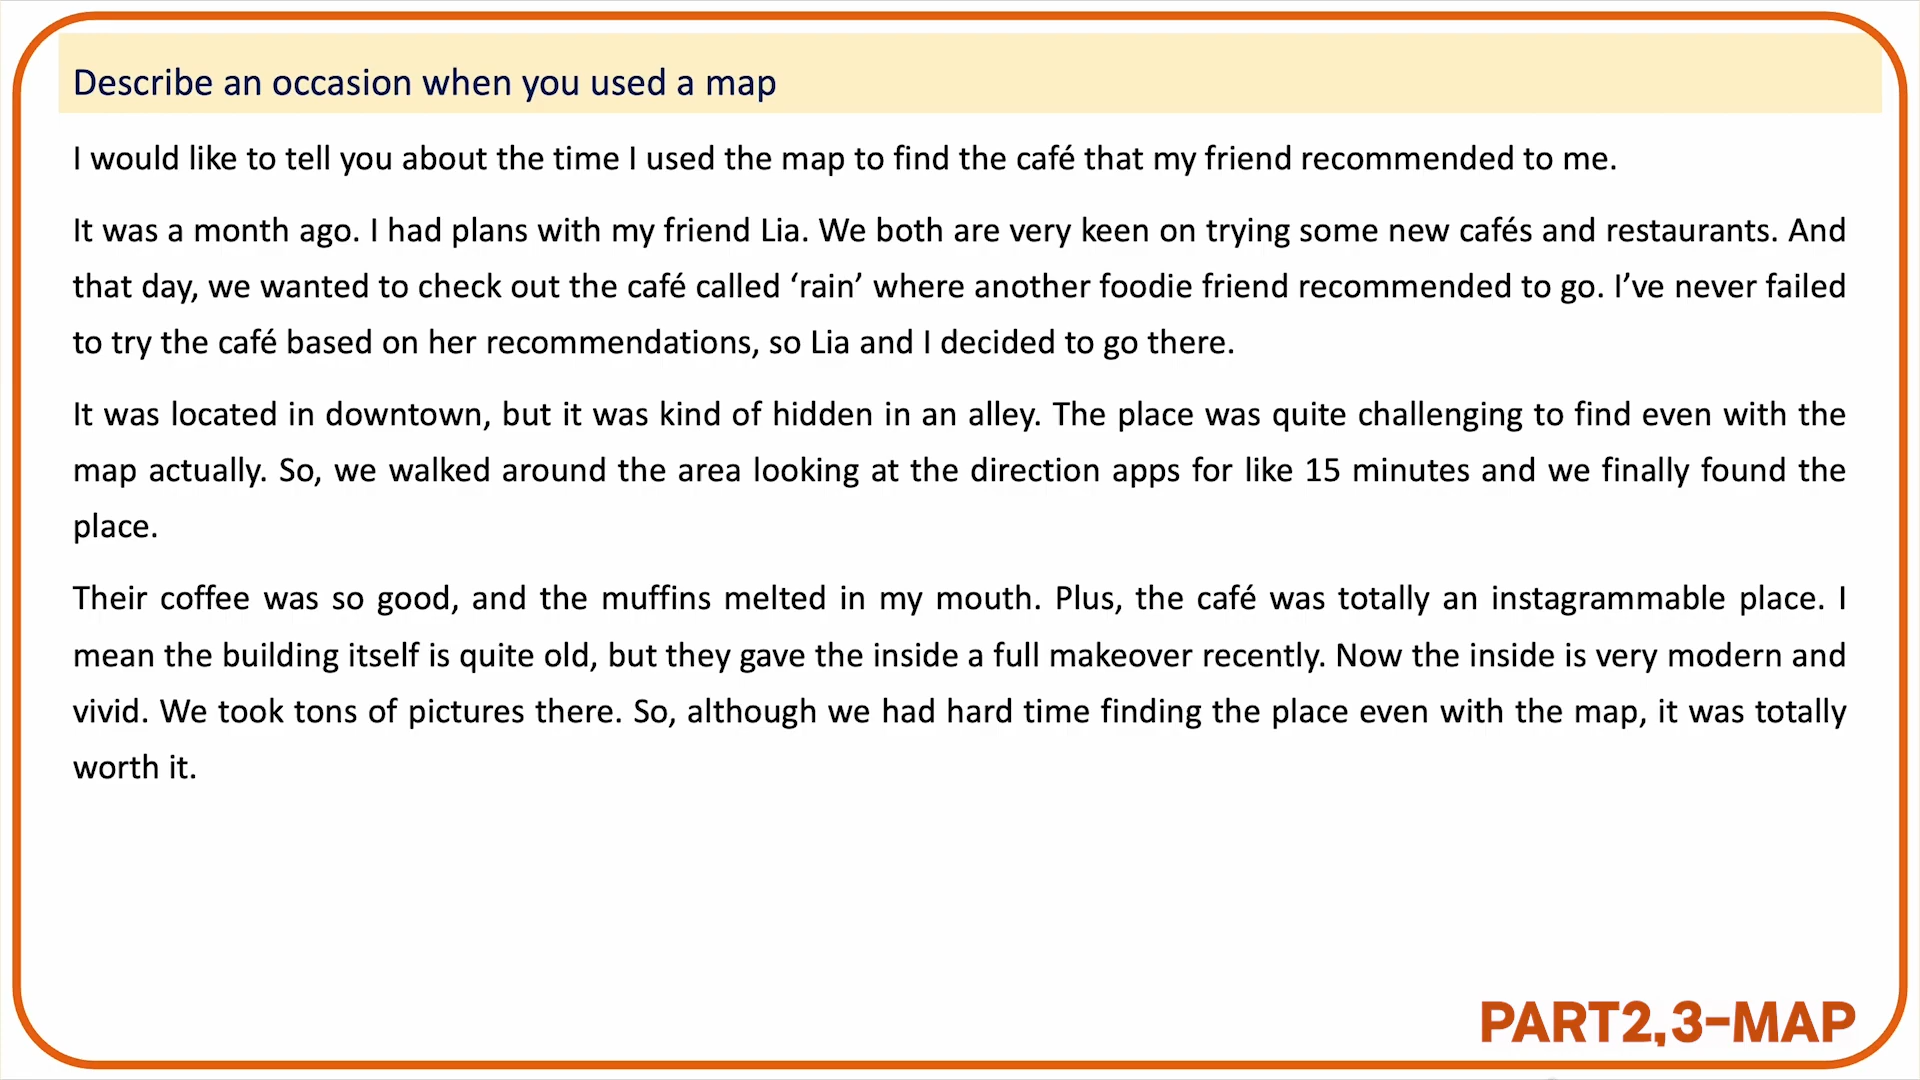 Describe an occasion when you used a map
I would like to tell you about the time I used the map to find the café that my friend recommended to me.
It was a month ago. I had plans with my friend Lia. We both are very keen on trying some new cafés and restaurants. And
that day, we wanted to check out the café called ‘rain’ where another foodie friend recommended to go. I’ve never failed
to try the café based on her recommendations, so Lia and I decided to go there.
It was located in downtown, but it was kind of hidden in an alley. The place was quite challenging to find even with the
map actually. So, we walked around the area looking at the direction apps for like 15 minutes and we finally found the
place.
Their coffee was so good, and the muffins melted in my mouth. Plus, the café was totally an instagrammable place. I
mean the building itself is quite old, but they gave the inside a full makeover recently. Now the inside is very modern and
vivid. We took tons of pictures there. So, although we had hard time finding the place even with the map, it was totally
worth it.
PART2,3-MAP